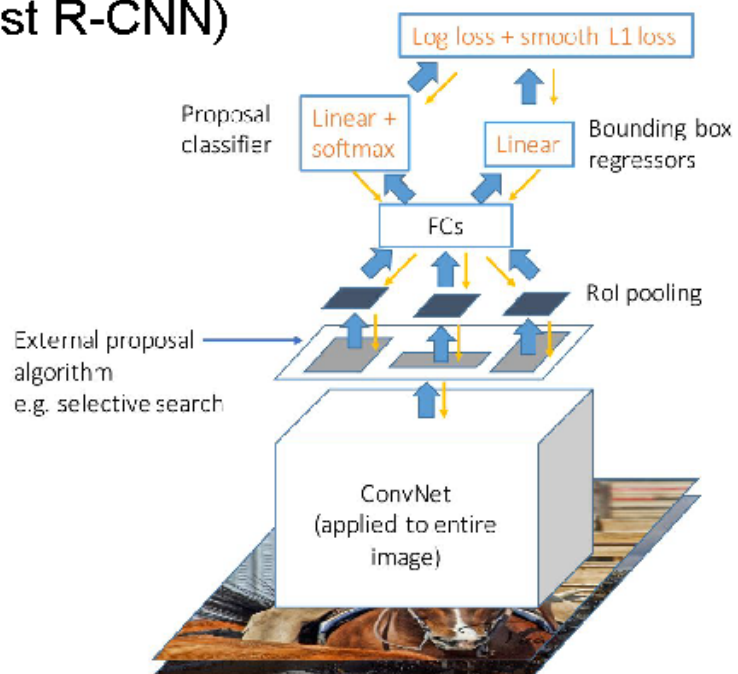 st R-CNN)
Log loss + smooth L1 loss
Proposal
classifier
Linear +
softmax
Linear
Bounding box
regressors
FCs
RoI pooling
External proposal
algorithm
e.g. selective search
ConvNet
(applied to entire
image)